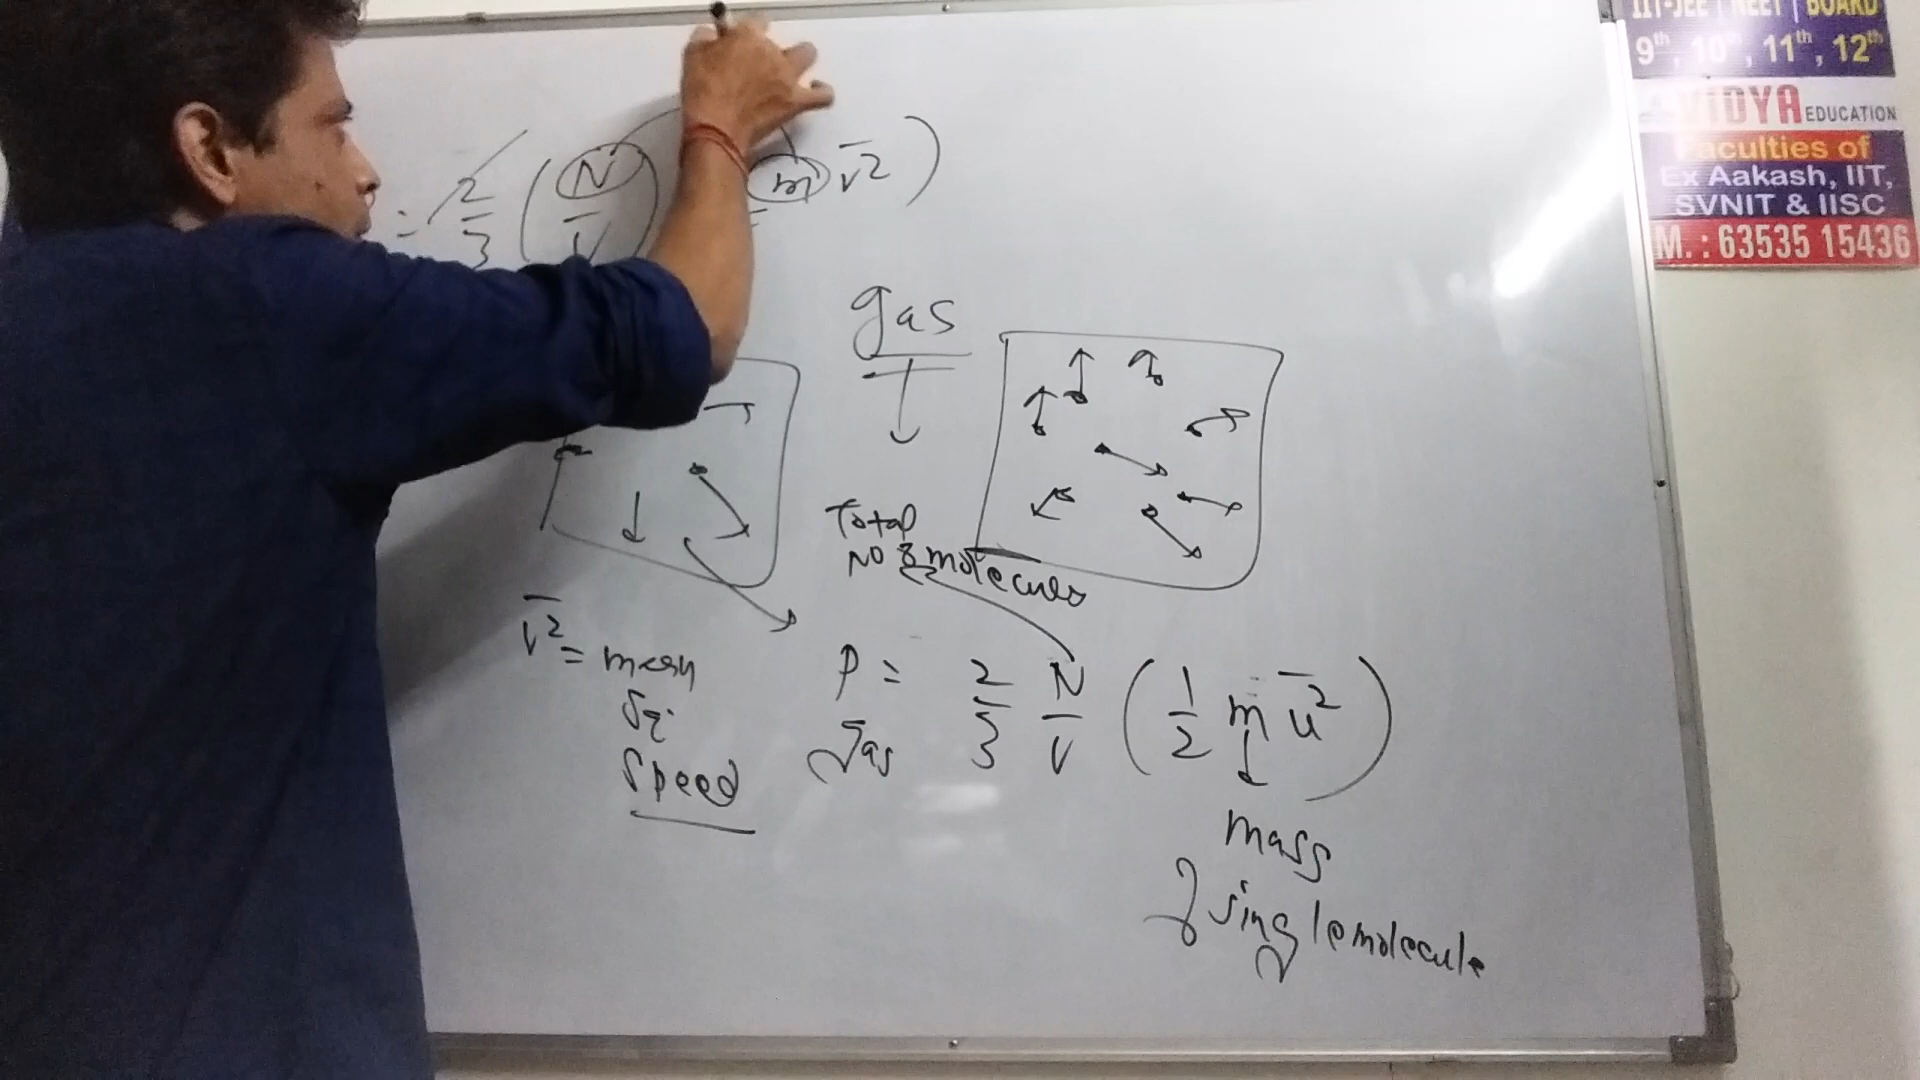 IIT-JEE | NEET | BOARD
9th, 10th, 11th, 12th
VIDYA EDUCATION
Faculties of
Ex Aakash, IIT,
SVNIT & IISC
M.: 63535 15436
= 2/3 (N/V m v̅²)
gas
Total
No of molecules
v̅² = mean
sq.
speed
P gas = 2/3 N/V (1/2 m u̅²)
mass
of single molecule